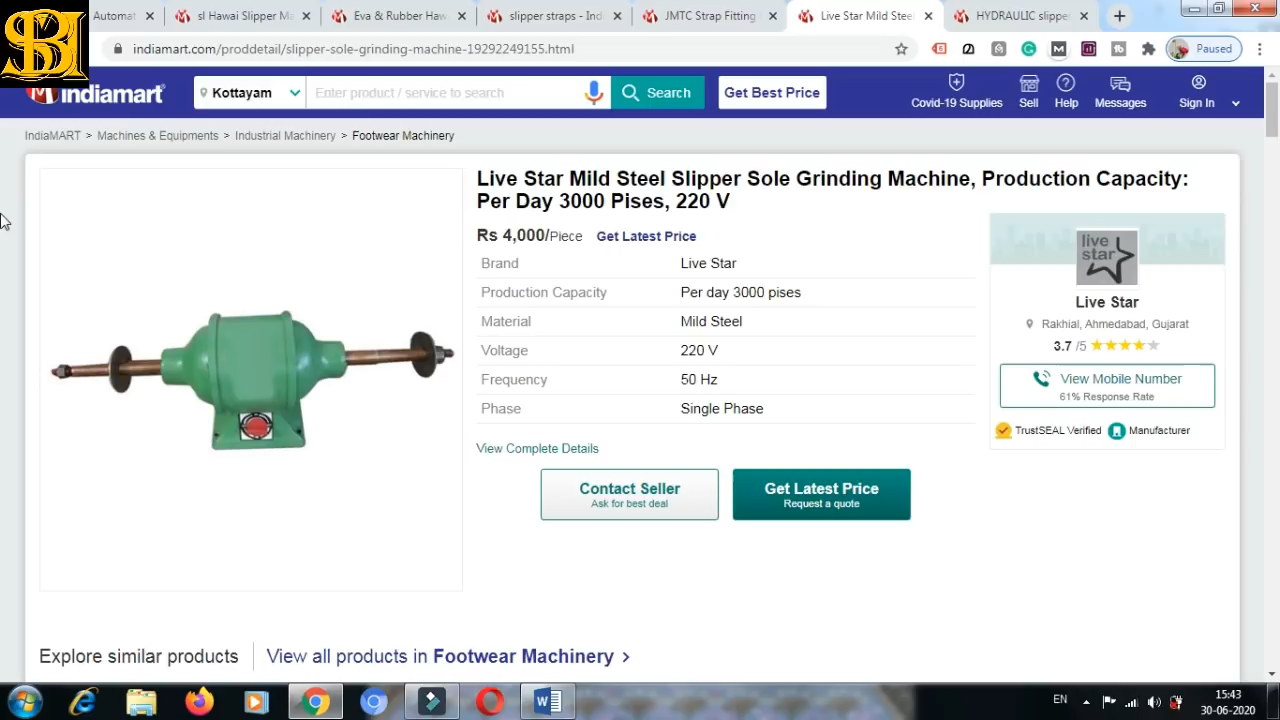 Automat
sl Hawai Slipper Ma
Eva & Rubber Haw
slipper straps - Ind
JMTC Strap Fitting
Live Star Mild Steel
HYDRAULIC slipper
Paused
indiamart.com/proddetail/slipper-sole-grinding-machine-19292249155.html
indiamart
Kottayam
Enter product / service to search
Search
Get Best Price
Covid-19 Supplies
Sell
Help
Messages
Sign In
IndiaMART > Machines & Equipments > Industrial Machinery > Footwear Machinery
Live Star Mild Steel Slipper Sole Grinding Machine, Production Capacity:
Per Day 3000 Pises, 220 V
Rs 4,000/Piece Get Latest Price
Brand Live Star
Production Capacity Per day 3000 pises
Material Mild Steel
Voltage 220 V
Frequency 50 Hz
Phase Single Phase
View Complete Details
Contact Seller
Ask for best deal
Get Latest Price
Request a quote
live
star
Live Star
Rakhial, Ahmedabad, Gujarat
3.7 /5
View Mobile Number
61% Response Rate
TrustSEAL Verified
Manufacturer
Explore similar products
View all products in Footwear Machinery >
EN
15:43
30-06-2020